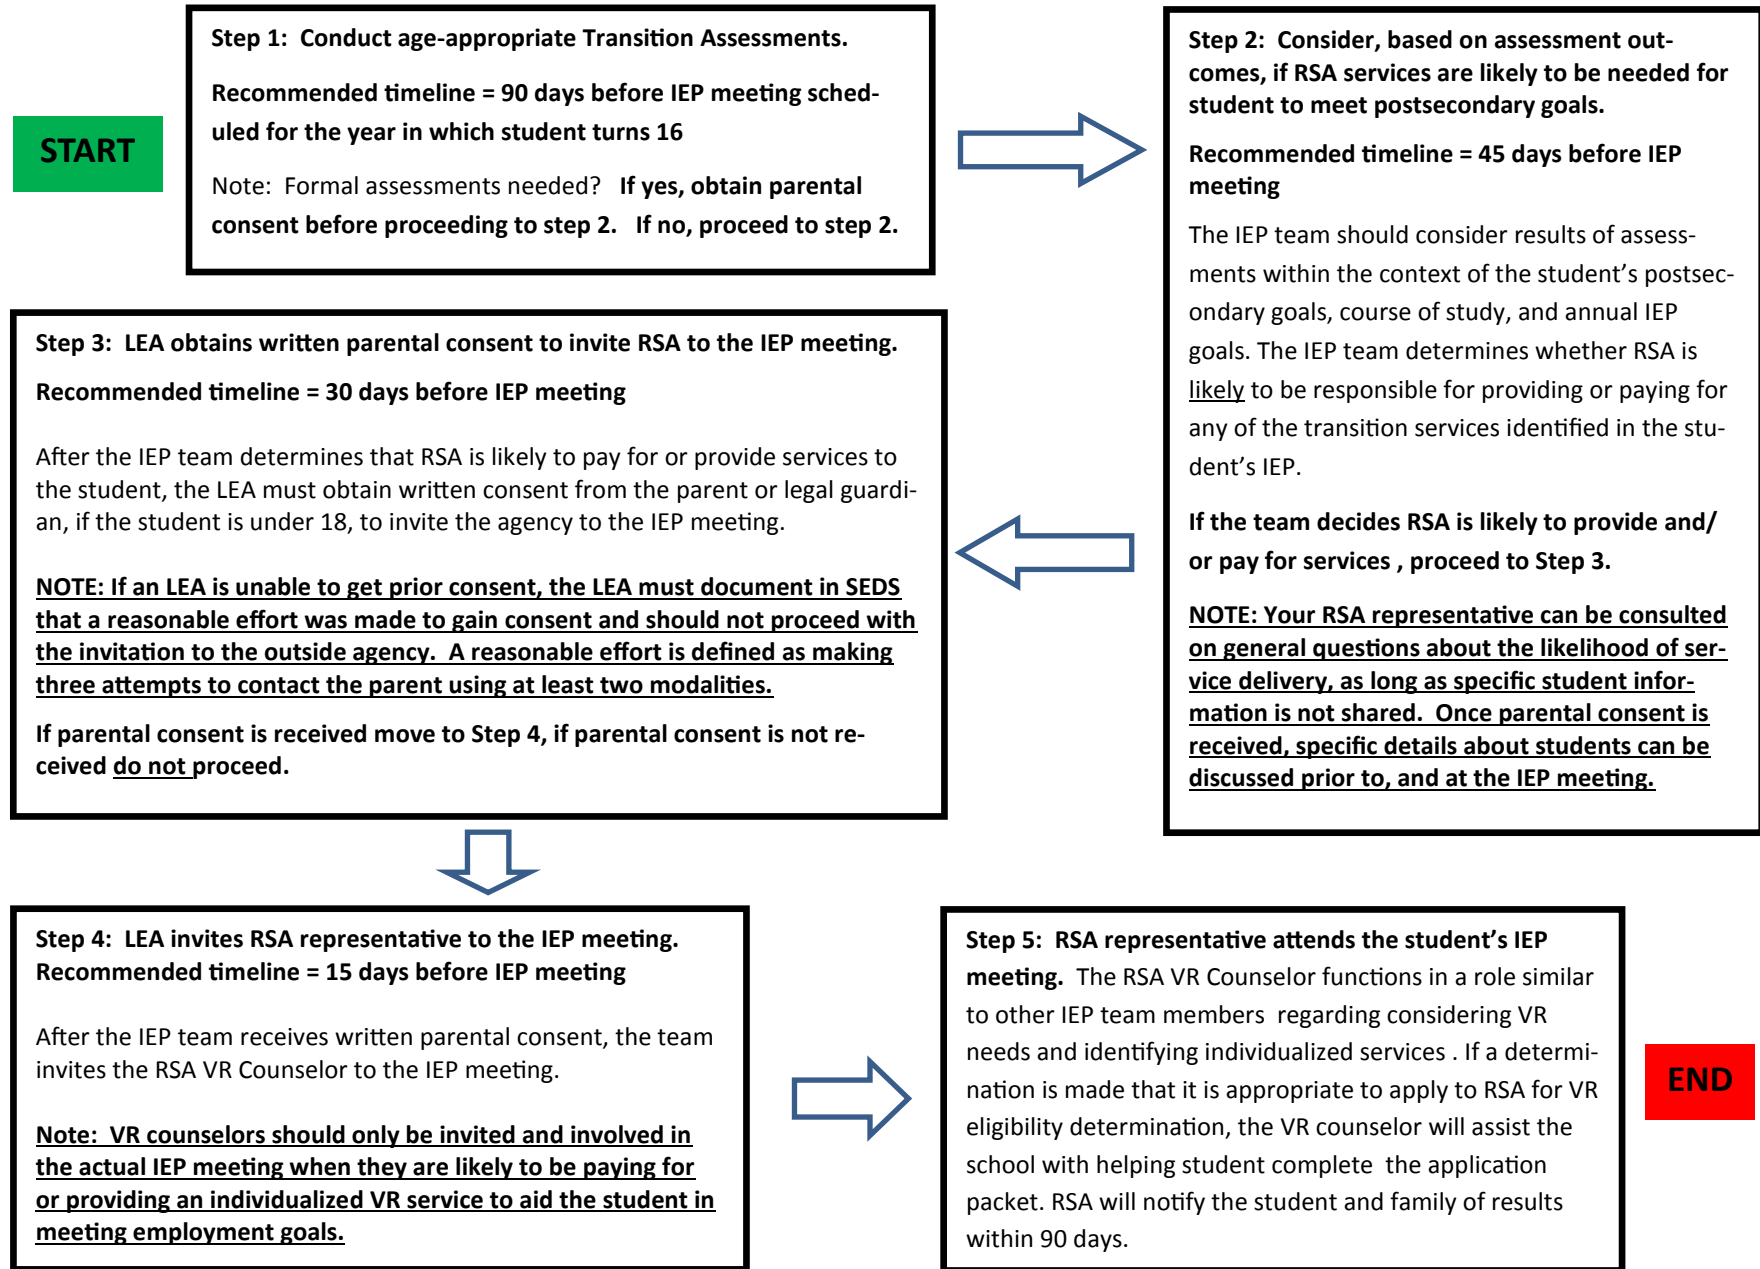 START
Step 1:  Conduct age-appropriate Transition Assessments.
Recommended timeline = 90 days before IEP meeting sched-
uled for the year in which student turns 16
Note:  Formal assessments needed?   If yes, obtain parental
consent before proceeding to step 2.   If no, proceed to step 2.
Step 2:  Consider, based on assessment out-
comes, if RSA services are likely to be needed for
student to meet postsecondary goals.
Recommended timeline = 45 days before IEP
meeting
The IEP team should consider results of assess-
ments within the context of the student's postsec-
ondary goals, course of study, and annual IEP
goals. The IEP team determines whether RSA is
likely to be responsible for providing or paying for
any of the transition services identified in the stu-
dent's IEP.
If the team decides RSA is likely to provide and/
or pay for services , proceed to Step 3.
NOTE: Your RSA representative can be consulted
on general questions about the likelihood of ser-
vice delivery, as long as specific student infor-
mation is not shared.  Once parental consent is
received, specific details about students can be
discussed prior to, and at the IEP meeting.
Step 3:  LEA obtains written parental consent to invite RSA to the IEP meeting.
Recommended timeline = 30 days before IEP meeting
After the IEP team determines that RSA is likely to pay for or provide services to
the student, the LEA must obtain written consent from the parent or legal guardi-
an, if the student is under 18, to invite the agency to the IEP meeting.
NOTE: If an LEA is unable to get prior consent, the LEA must document in SEDS
that a reasonable effort was made to gain consent and should not proceed with
the invitation to the outside agency.  A reasonable effort is defined as making
three attempts to contact the parent using at least two modalities.
If parental consent is received move to Step 4, if parental consent is not re-
ceived do not proceed.
Step 4:  LEA invites RSA representative to the IEP meeting.
Recommended timeline = 15 days before IEP meeting
After the IEP team receives written parental consent, the team
invites the RSA VR Counselor to the IEP meeting.
Note:  VR counselors should only be invited and involved in
the actual IEP meeting when they are likely to be paying for
or providing an individualized VR service to aid the student in
meeting employment goals.
Step 5:  RSA representative attends the student's IEP
meeting.  The RSA VR Counselor functions in a role similar
to other IEP team members  regarding considering VR
needs and identifying individualized services . If a determi-
nation is made that it is appropriate to apply to RSA for VR
eligibility determination, the VR counselor will assist the
school with helping student complete  the application
packet. RSA will notify the student and family of results
within 90 days.
END